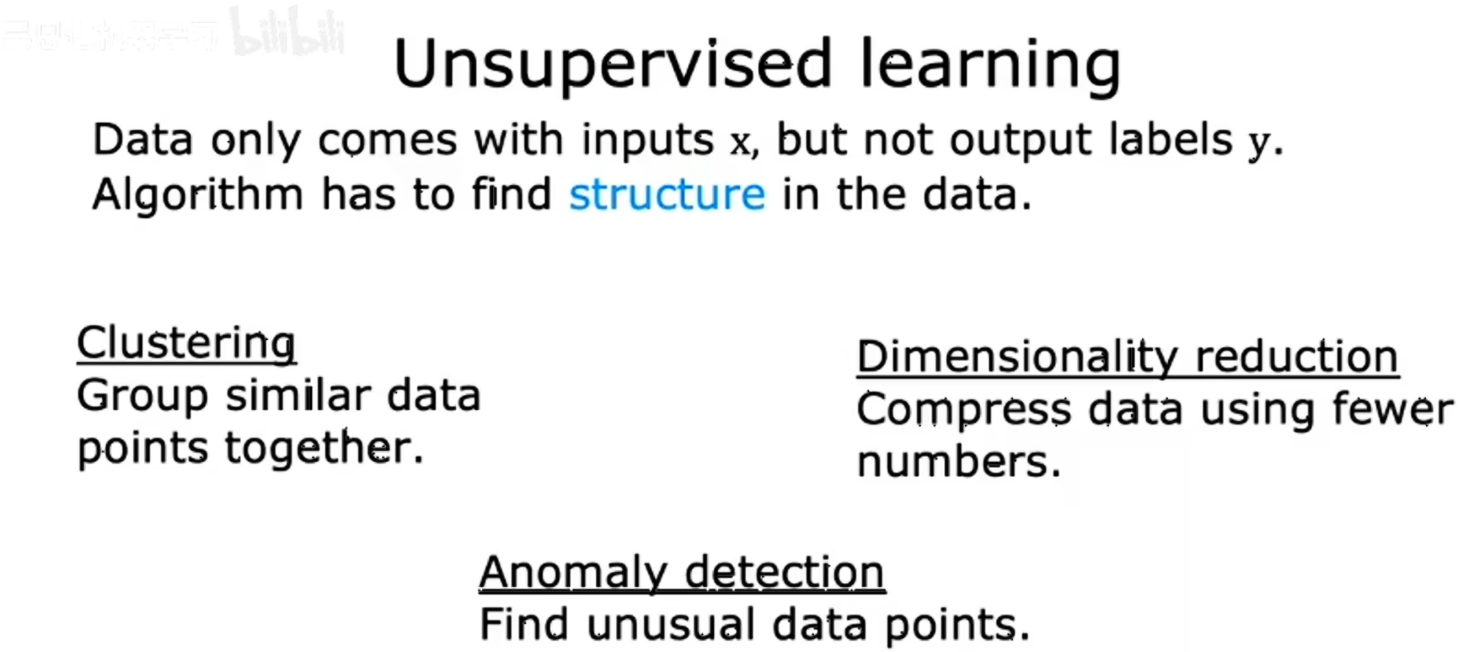 bilibili
Unsupervised learning
Data only comes with inputs x, but not output labels y.
Algorithm has to find structure in the data.
Clustering
Group similar data
points together.
Dimensionality reduction
Compress data using fewer
numbers.
Anomaly detection
Find unusual data points.